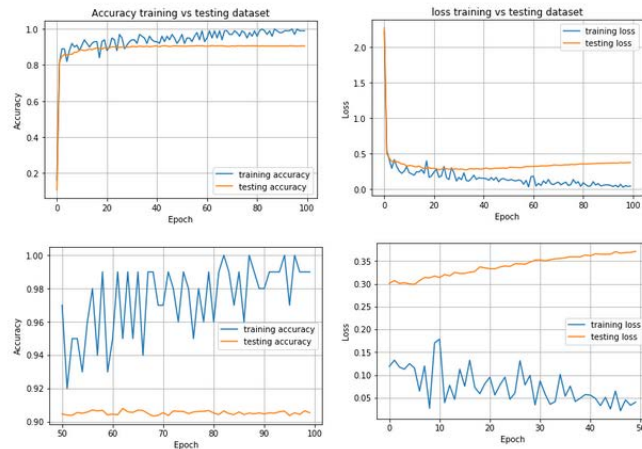 Accuracy training vs testing dataset
1.0
0.8
0.6
0.4
0.2
Accuracy
training accuracy
testing accuracy
0 20 40 60 80 100
Epoch
loss training vs testing dataset
2.0
1.5
1.0
0.5
0.0
Loss
training loss
testing loss
0 20 40 60 80 100
Epoch
1.00
0.98
0.96
0.94
0.92
0.90
Accuracy
training accuracy
testing accuracy
50 60 70 80 90 100
Epoch
0.35
0.30
0.25
0.20
0.15
0.10
0.05
Loss
training loss
testing loss
0 10 20 30 40 50
Epoch